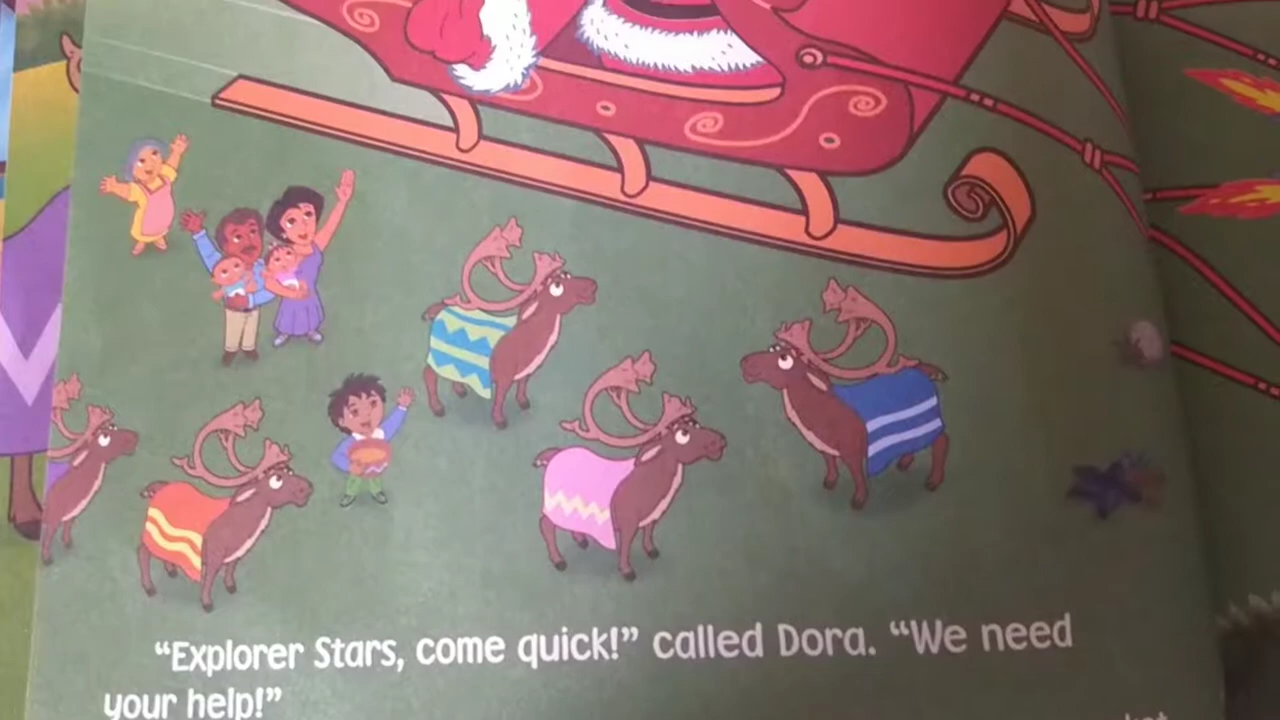 “Explorer Stars, come quick!” called Dora. “We need
your help!”